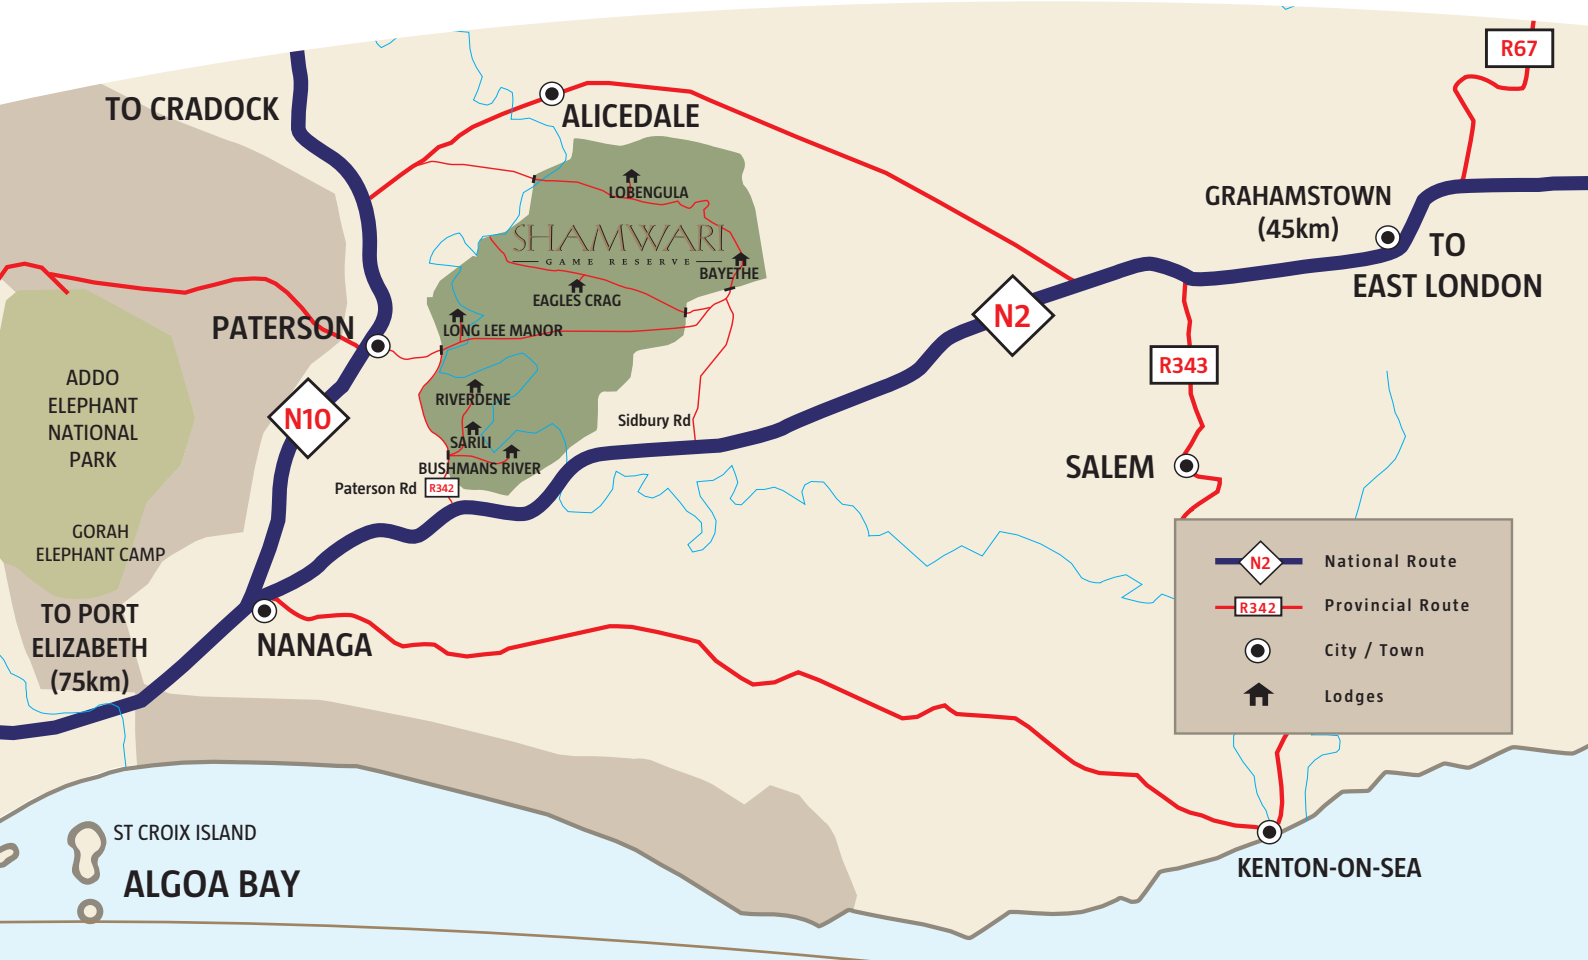 R67
TO CRADOCK
ALICEDALE
LOBENGULA
GRAHAMSTOWN
(45km)
SHAMWARI
GAME RESERVE
TO
EAST LONDON
BAYETHE
EAGLES CRAG
N2
PATERSON
LONG LEE MANOR
R343
ADDO
ELEPHANT
NATIONAL
PARK
N10
RIVERDENE
Sidbury Rd
SARILI
BUSHMANS RIVER
SALEM
Paterson Rd
R342
GORAH
ELEPHANT CAMP
N2 National Route
R342 Provincial Route
City / Town
Lodges
TO PORT
ELIZABETH
(75km)
NANAGA
ST CROIX ISLAND
ALGOA BAY
KENTON-ON-SEA